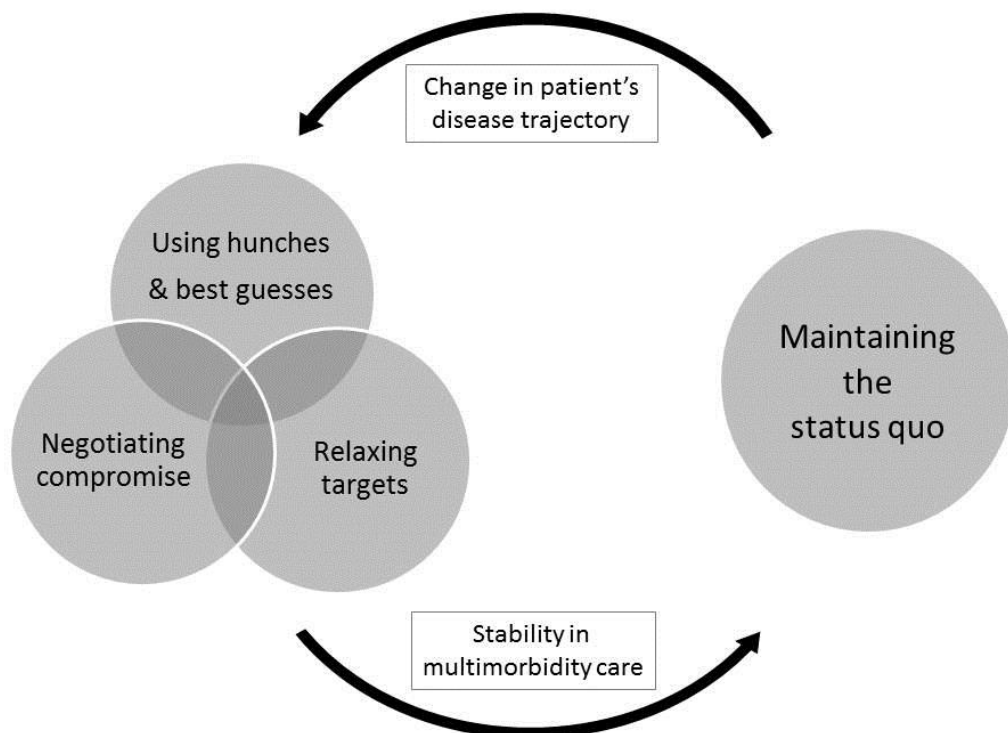 Change in patient's
disease trajectory
Using hunches
& best guesses
Negotiating
compromise
Relaxing
targets
Maintaining
the
status quo
Stability in
multimorbidity care